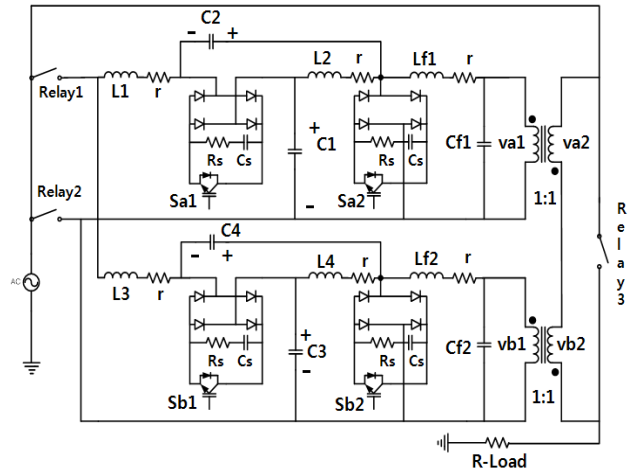 C2
- +
L2
Lf1
r
r
Relay1
L1
r
Rs
Cs
+
C1
-
Rs
Cs
Cf1
va1
va2
Sa1
Sa2
1:1
Relay2
C4
- +
L4
r
Lf2
r
Relay3
AC
L3
r
Rs
Cs
+
C3
-
Rs
Cs
Cf2
vb1
vb2
Sb1
Sb2
1:1
R-Load